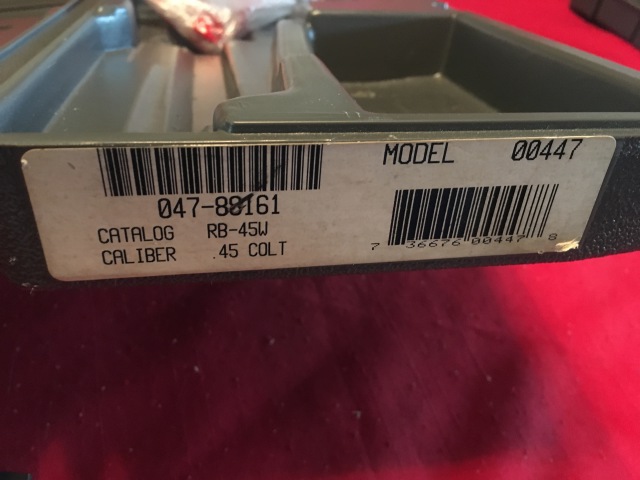 MODEL 00447
047-88161
CATALOG RB-45W
CALIBER .45 COLT
7 36676 00447 8